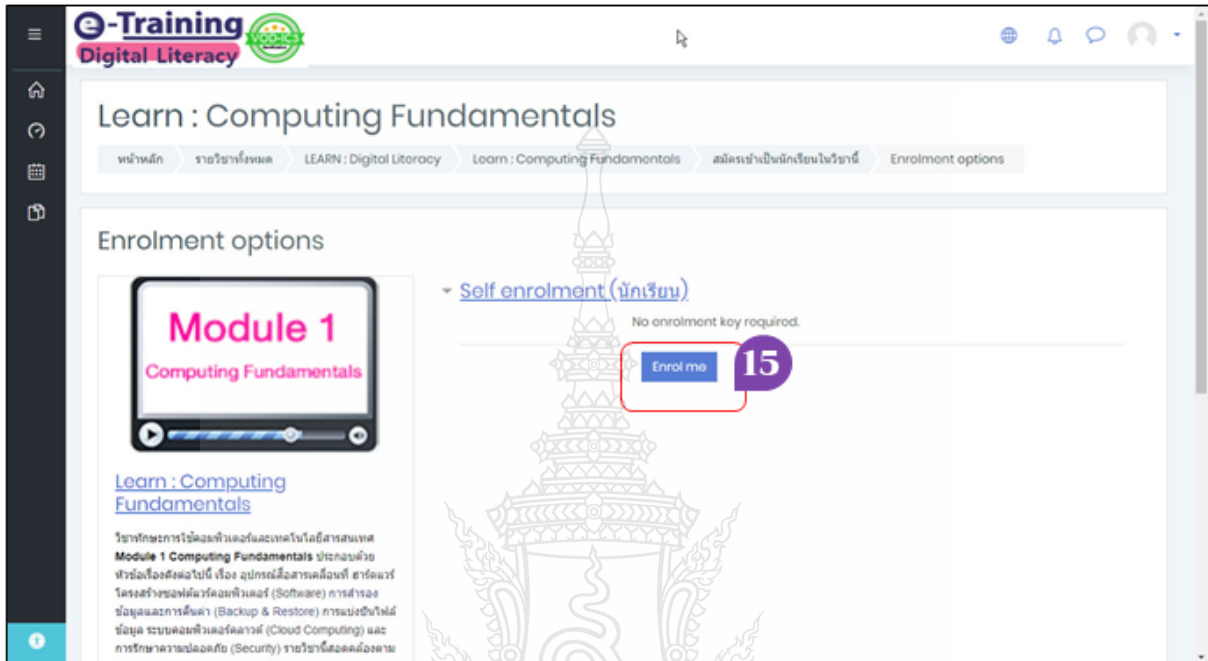 e-Training
Digital Literacy
VOD-IC3
Learn : Computing Fundamentals
หน้าหลัก รายวิชาทั้งหมด LEARN : Digital Literacy Learn : Computing Fundamentals สมัครเข้าเป็นนักเรียนในวิชานี้ Enrolment options
Enrolment options
Module 1
Computing Fundamentals
Self enrolment (นักเรียน)
No enrolment key required.
Enrol me
15
Learn : Computing
Fundamentals
วิชาทักษะการใช้คอมพิวเตอร์และเทคโนโลยีสารสนเทศ
Module 1 Computing Fundamentals ประกอบด้วย
หัวข้อเรื่องดังต่อไปนี้ เรื่อง อุปกรณ์สื่อสารเคลื่อนที่ ฮาร์ดแวร์
โครงสร้างซอฟต์แวร์คอมพิวเตอร์ (Software) การสำรอง
ข้อมูลและการคืนค่า (Backup & Restore) การแบ่งปันไฟล์
ข้อมูล ระบบคอมพิวเตอร์คลาวด์ (Cloud Computing) และ
การรักษาความปลอดภัย (Security) รายวิชานี้สอดคล้องตาม